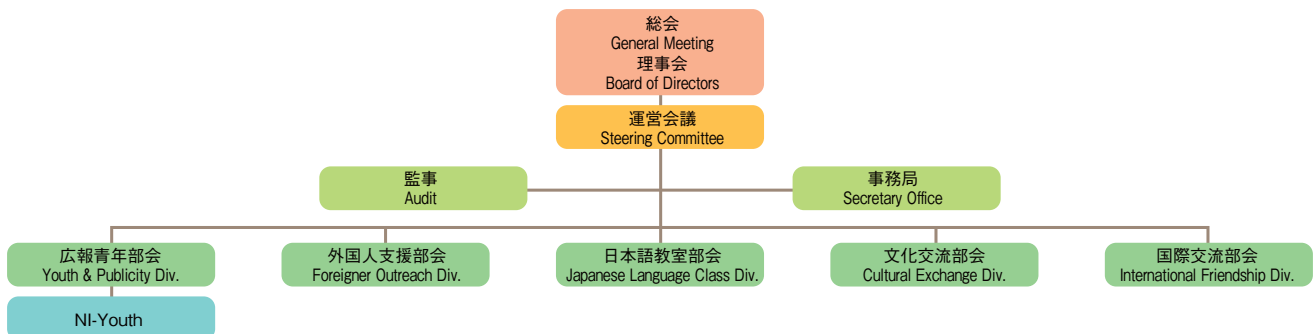 総会
General Meeting
理事会
Board of Directors
運営会議
Steering Committee
監事
Audit
事務局
Secretary Office
広報青年部会
Youth & Publicity Div.
外国人支援部会
Foreigner Outreach Div.
日本語教室部会
Japanese Language Class Div.
文化交流部会
Cultural Exchange Div.
国際交流部会
International Friendship Div.
NI-Youth